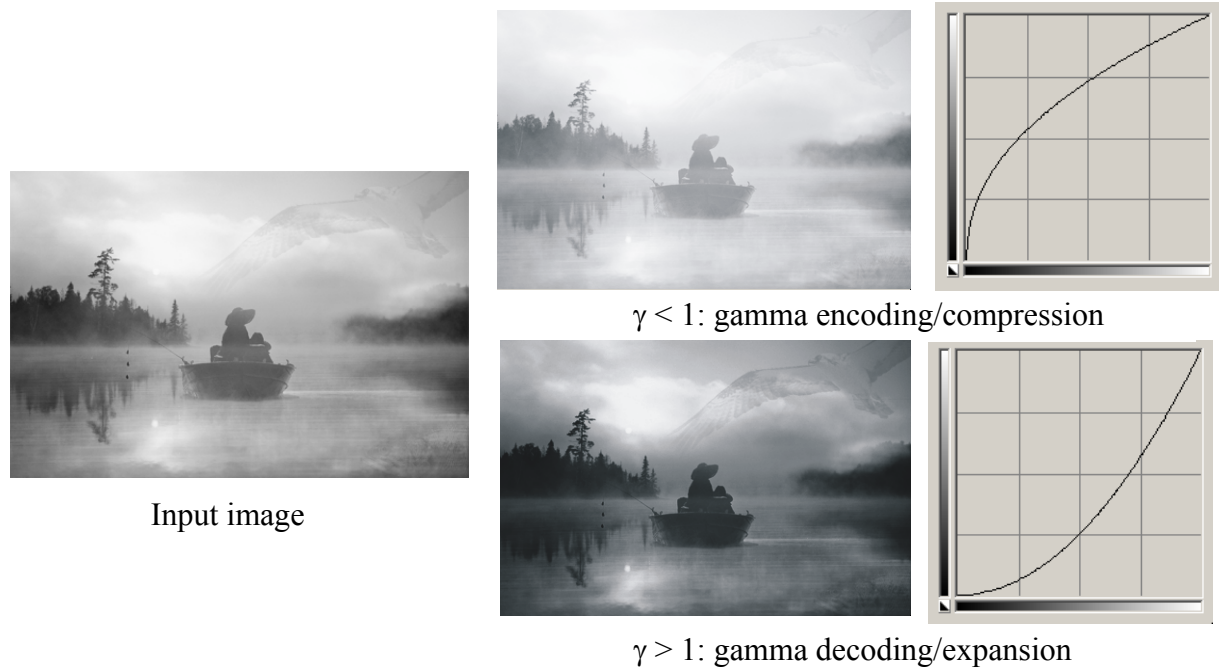 Input image
γ < 1: gamma encoding/compression
γ > 1: gamma decoding/expansion